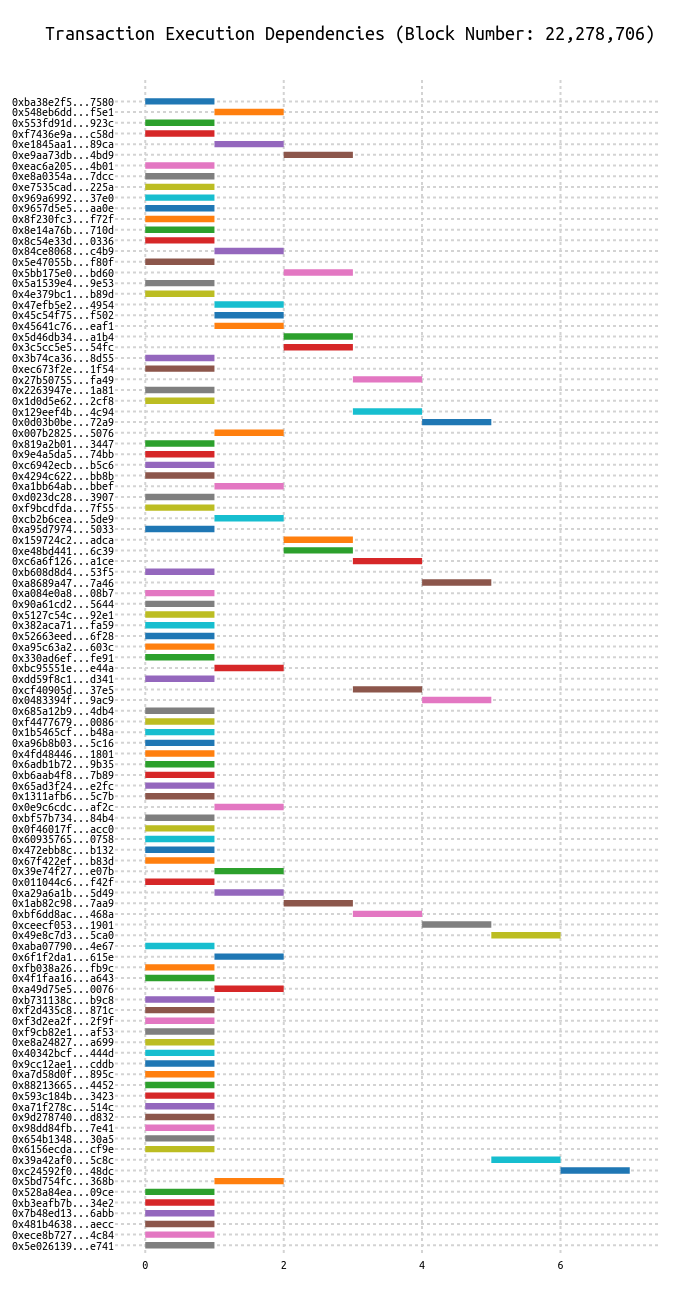 Transaction Execution Dependencies (Block Number: 22,278,706)
0xba38e2f5...7580
0x548eb6dd...f5e1
0x553fd91d...923c
0xf7436e9a...c58d
0xe1845aa1...89ca
0xe9aa73db...4bd9
0xeac6a205...4b01
0xe8a0354a...7dcc
0xe7535cad...225a
0x969a6992...37e0
0x9657d5e5...aa0e
0x8f230fc3...f72f
0x8e14a76b...710d
0x8c54e33d...0336
0x84ce8068...c4b9
0x5e47055b...f80f
0x5bb175e0...bd60
0x5a1539e4...9e53
0x4e379bc1...b89d
0x47efb5e2...4954
0x45c54f75...f502
0x45641c76...eaf1
0x5d46db34...a1b4
0x3c5cc5e5...54fc
0x3b74ca36...8d55
0xec673f2e...1f54
0x27b50755...fa49
0x2263947e...1a81
0x1d0d5e62...2cf8
0x129eef4b...4c94
0x0d03b0be...72a9
0x007b2825...5076
0x819a2b01...3447
0x9e4a5da5...74bb
0xc6942ecb...b5c6
0x4294c622...bb8b
0xa1bb64ab...bbef
0xd023dc28...3907
0xf9bcdfda...7f55
0xcb2b6cea...5de9
0xa95d7974...5033
0x159724c2...adca
0xe48bd441...6c39
0xc6a6f126...a1ce
0xb608d8d4...53f5
0xa8689a47...7a46
0xa084e0a8...08b7
0x90a61cd2...5644
0x5127c54c...92e1
0x382aca71...fa59
0x52663eed...6f28
0xa95c63a2...603c
0x330ad6ef...fe91
0xbc95551e...e44a
0xdd59f8c1...d341
0xcf40905d...37e5
0x0483394f...9ac9
0x685a12b9...4db4
0xf4477679...0086
0x1b5465cf...b48a
0xa96b8b03...5c16
0x4fd48446...1801
0x6adb1b72...9b35
0xb6aab4f8...7b89
0x65ad3f24...e2fc
0x1311afb6...5c7b
0x0e9c6cdc...af2c
0xbf57b734...84b4
0x0f46017f...acc0
0x60935765...0758
0x472ebb8c...b132
0x67f422ef...b83d
0x39e74f27...e07b
0x011044c6...f42f
0xa29a6a1b...5d49
0x1ab82c98...7aa9
0xbf6dd8ac...468a
0xceecf053...1901
0x49e8c7d3...5ca0
0xaba07790...4e67
0x6f1f2da1...615e
0xfb038a26...fb9c
0x4f1faa16...a643
0xa49d75e5...0076
0xb731138c...b9c8
0xf2d435c8...871c
0xf3d2ea2f...2f9f
0xf9cb82e1...af53
0xe8a24827...a699
0x40342bcf...444d
0x9cc12ae1...cddb
0xa7d58d0f...895c
0x88213665...4452
0x593c184b...3423
0xa71f278c...514c
0x9d278740...d832
0x98dd84fb...7e41
0x654b1348...30a5
0x6156ecda...cf9e
0x39a42af0...5c8c
0xc24592f0...48dc
0x5bd754fc...368b
0x528a84ea...09ce
0xb3eafb7b...34e2
0x7b48ed13...6abb
0x481b4638...aecc
0xece8b727...4c84
0x5e026139...e741
0 2 4 6